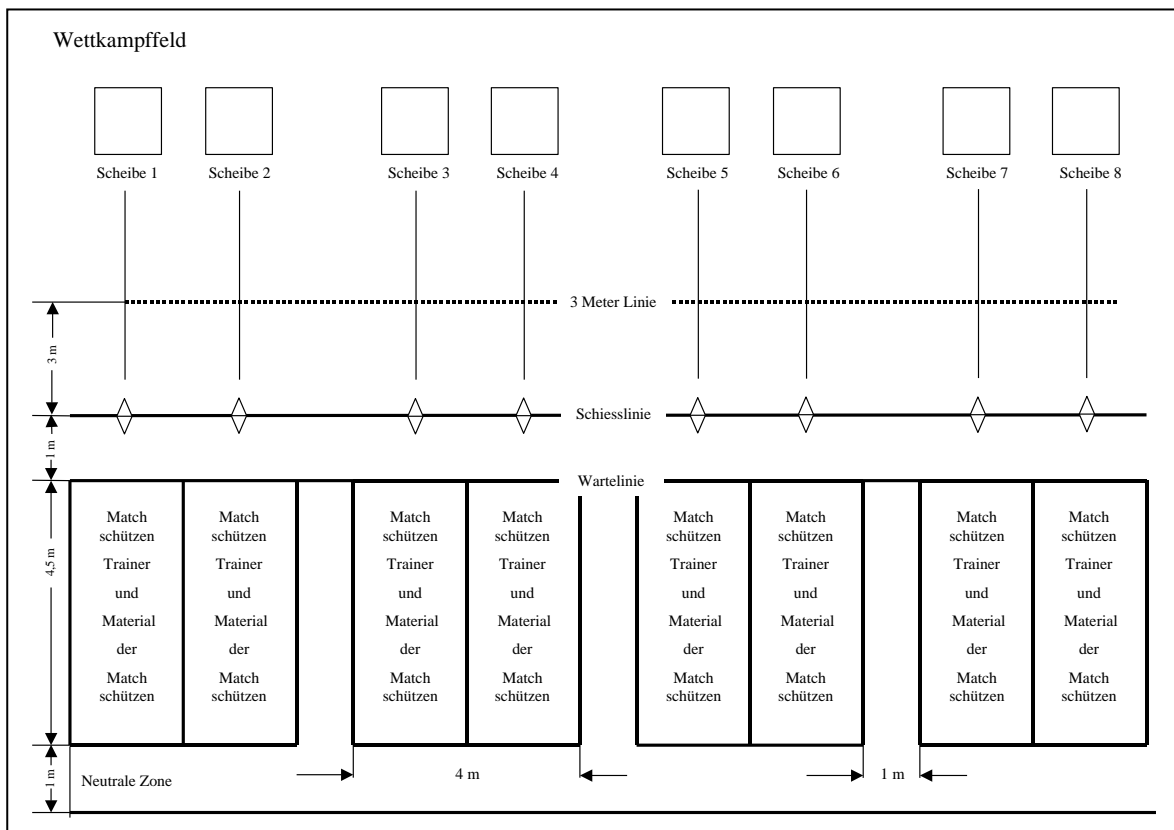 Wettkampffeld
Scheibe 1
Scheibe 2
Scheibe 3
Scheibe 4
Scheibe 5
Scheibe 6
Scheibe 7
Scheibe 8
3 Meter Linie
3 m
Schiesslinie
1 m
Wartelinie
4,5 m
Match
schützen
Trainer
und
Material
der
Match
schützen
Match
schützen
Trainer
und
Material
der
Match
schützen
Match
schützen
Trainer
und
Material
der
Match
schützen
Match
schützen
Trainer
und
Material
der
Match
schützen
Match
schützen
Trainer
und
Material
der
Match
schützen
Match
schützen
Trainer
und
Material
der
Match
schützen
Match
schützen
Trainer
und
Material
der
Match
schützen
Match
schützen
Trainer
und
Material
der
Match
schützen
1 m
Neutrale Zone
4 m
1 m